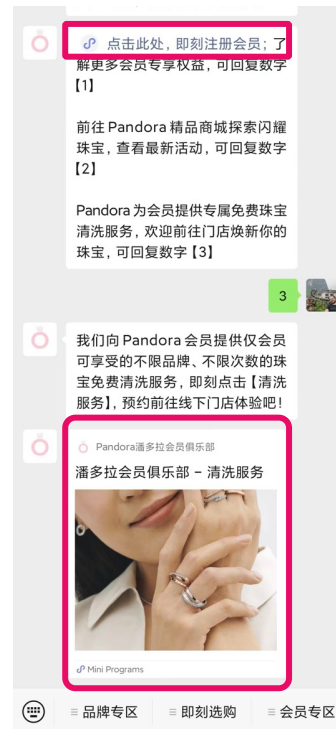 点击此处，即刻注册会员；了
解更多会员专享权益，可回复数字
【1】
前往 Pandora 精品商城探索闪耀
珠宝，查看最新活动，可回复数字
【2】
Pandora 为会员提供专属免费珠宝
清洗服务，欢迎前往门店焕新你的
珠宝，可回复数字【3】
3
我们向 Pandora 会员提供仅会员
可享受的不限品牌、不限次数的珠
宝免费清洗服务，即刻点击【清洗
服务】，预约前往线下门店体验吧！
Pandora潘多拉会员俱乐部
潘多拉会员俱乐部 – 清洗服务
Mini Programs
品牌专区
即刻选购
会员专区